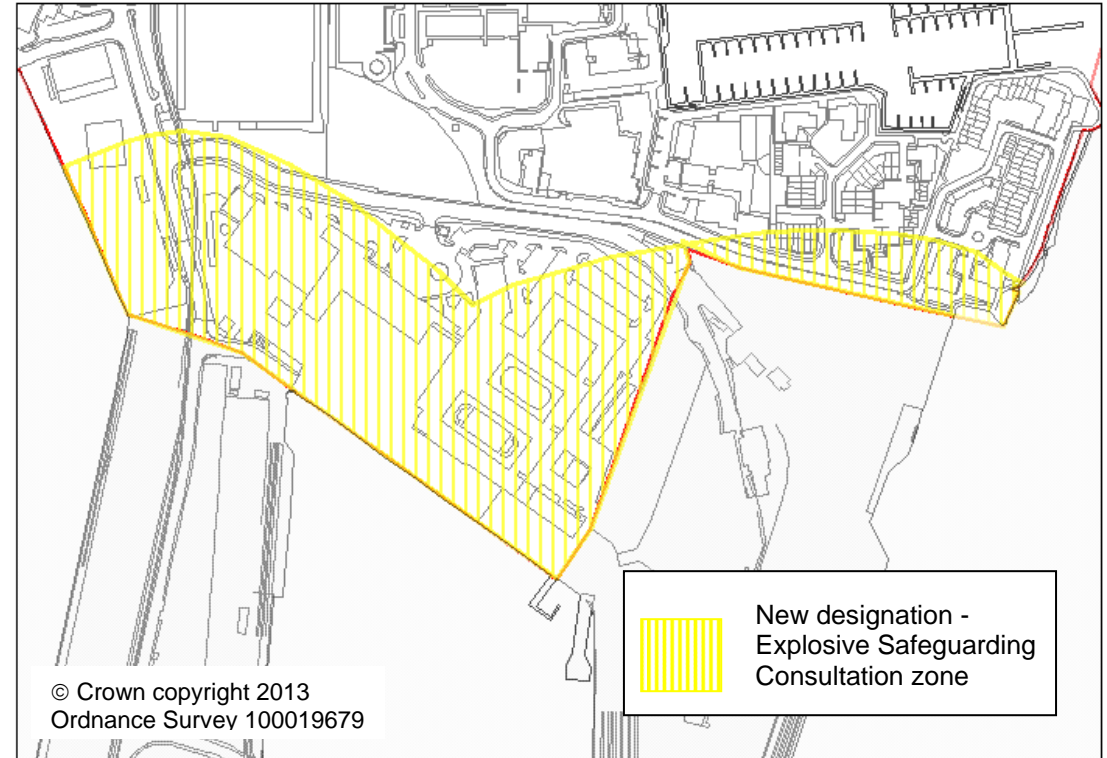 New designation -
Explosive Safeguarding
Consultation zone
© Crown copyright 2013
Ordnance Survey 100019679